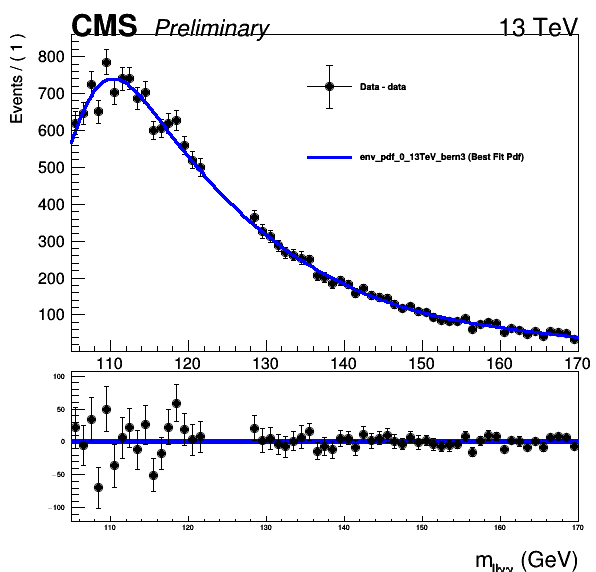 CMS Preliminary 13 TeV
Events / ( 1 )
800
700
600
500
400
300
200
100
Data - data
env_pdf_0_13TeV_bern3 (Best Fit Pdf)
110 120 130 140 150 160 170
100
50
0
−50
−100
110 120 130 140 150 160 170
m_llγγ (GeV)